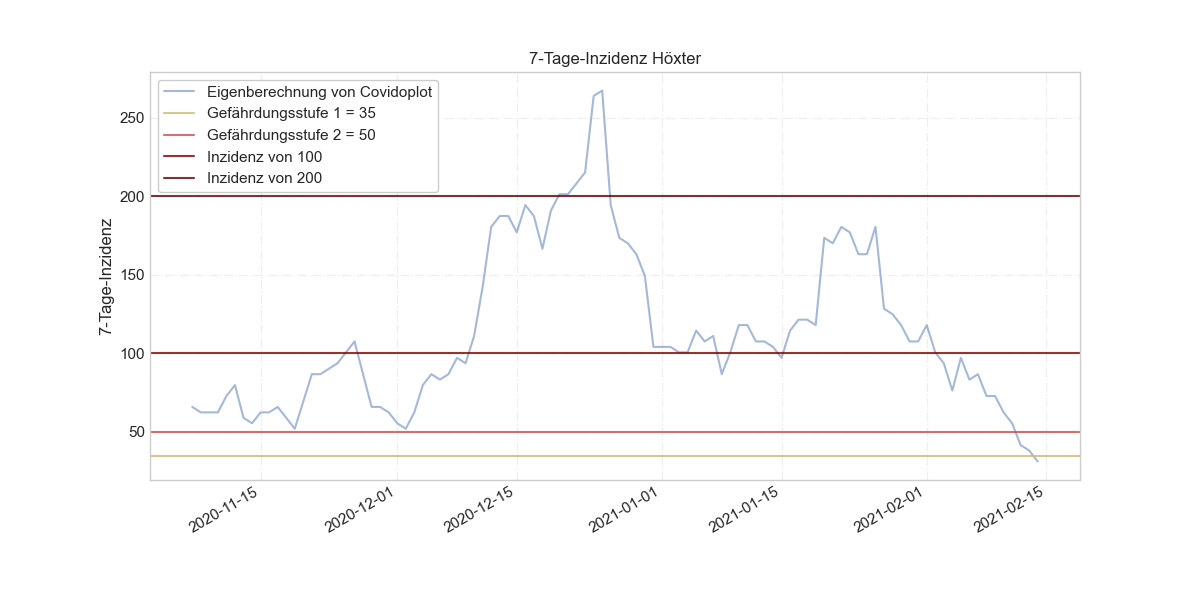 7-Tage-Inzidenz Höxter
Eigenberechnung von Covidoplot
Gefährdungsstufe 1 = 35
Gefährdungsstufe 2 = 50
Inzidenz von 100
Inzidenz von 200
7-Tage-Inzidenz
250
200
150
100
50
2020-11-15
2020-12-01
2020-12-15
2021-01-01
2021-01-15
2021-02-01
2021-02-15